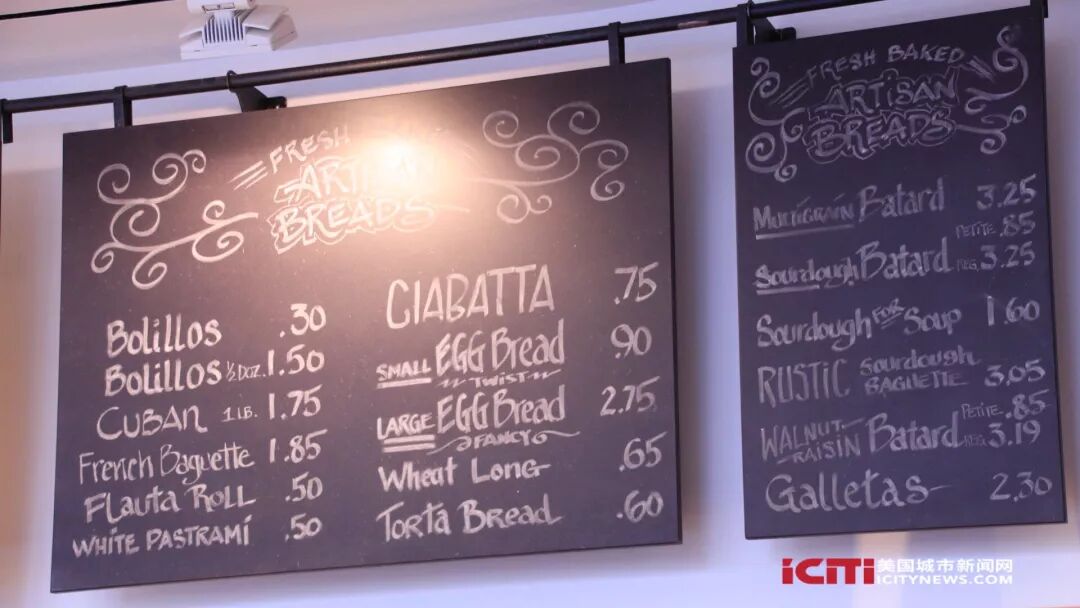 FRESH
ARTISAN
BREADS
Bolillos .30
Bolillos ½ Doz. 1.50
CUBAN 1 LB. 1.75
French Baguette 1.85
FLAUTA ROLL .50
WHITE PASTRAMI .50
CIABATTA .75
SMALL EGG Bread .90
TWIST
LARGE EGG Bread 2.75
FANCY
Wheat Long .65
Torta Bread .60
FRESH BAKED
ARTISAN
BREADS
MULTIGRAIN Batard 3.25
PETITE .85
Sourdough Batard REG. 3.25
Sourdough FOR Soup 1.60
RUSTIC Sourdough
BAGUETTE 3.05
PETITE .85
WALNUT-RAISIN Batard REG. 3.19
Galletas 2.30
iCiTi 美国城市新闻网
ICITYNEWS.COM